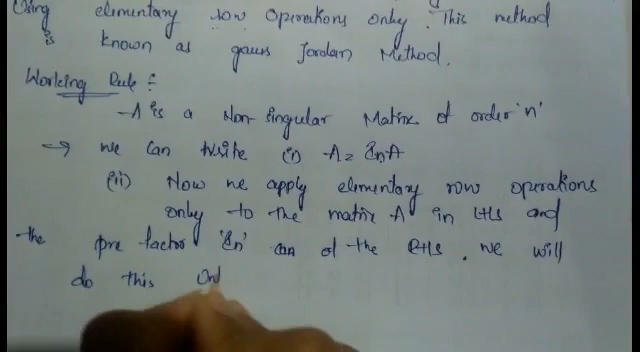 Using elementary row Operations only. This method
is known as gauss Jordan Method.
Working Rule :-
A is a Non-Singular Matrix of order 'n'
→ we can write (i) A = InA
(ii) Now we apply elementary row operations
only to the matrix A in LHS and
the pre factor 'In' can of the RHS. we will
do this